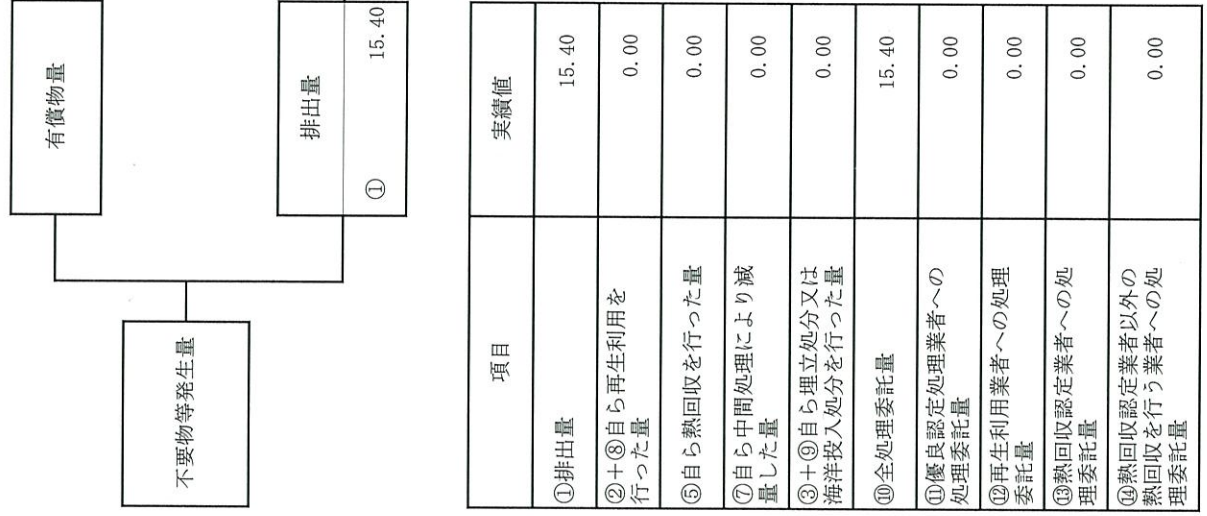 不要物等発生量
有償物量
排出量
① 15.40
項目 実績値
①排出量 15.40
②+⑧自ら再生利用を
行った量 0.00
⑤自ら熱回収を行った量 0.00
⑦自ら中間処理により減
量した量 0.00
③+⑨自ら埋立処分又は
海洋投入処分を行った量 0.00
⑩全処理委託量 15.40
⑪優良認定処理業者への
処理委託量 0.00
⑫再生利用業者への処理
委託量 0.00
⑬熱回収認定業者への処
理委託量 0.00
⑭熱回収認定業者以外の
熱回収を行う業者への処
理委託量 0.00